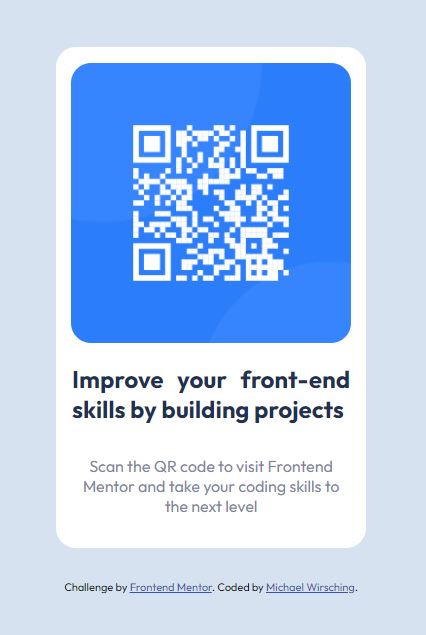 Improve your front-end
skills by building projects
Scan the QR code to visit Frontend
Mentor and take your coding skills to
the next level
Challenge by Frontend Mentor. Coded by Michael Wirsching.